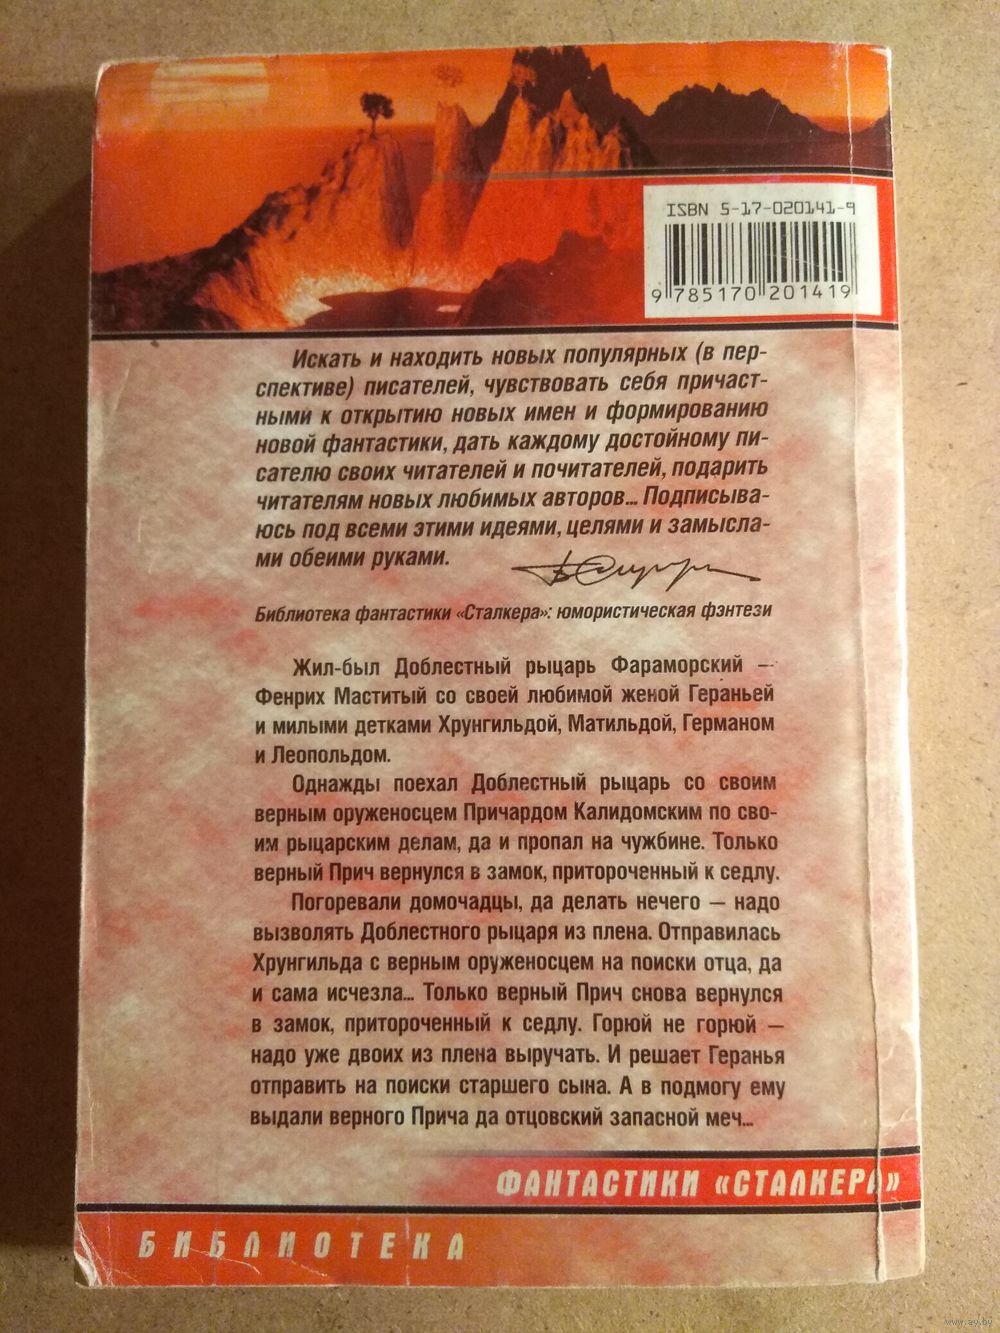 ISBN 5-17-020141-9
9 785170 201419
Искать и находить новых популярных (в пер-
спективе) писателей, чувствовать себя причаст-
ными к открытию новых имен и формированию
новой фантастики, дать каждому достойному пи-
сателю своих читателей и почитателей, подарить
читателям новых любимых авторов... Подписыва-
юсь под всеми этими идеями, целями и замысла-
ми обеими руками.
Библиотека фантастики «Сталкера»: юмористическая фэнтези
Жил-был Доблестный рыцарь Фараморский —
Фенрих Маститый со своей любимой женой Гераньей
и милыми детками Хрунгильдой, Матильдой, Германом
и Леопольдом.
Однажды поехал Доблестный рыцарь со своим
верным оруженосцем Причардом Калидомским по сво-
им рыцарским делам, да и пропал на чужбине. Только
верный Прич вернулся в замок, притороченный к седлу.
Погоревали домочадцы, да делать нечего — надо
вызволять Доблестного рыцаря из плена. Отправилась
Хрунгильда с верным оруженосцем на поиски отца, да
и сама исчезла... Только верный Прич снова вернулся
в замок, притороченный к седлу. Горюй не горюй —
надо уже двоих из плена выручать. И решает Геранья
отправить на поиски старшего сына. А в подмогу ему
выдали верного Прича да отцовский запасной меч...
ФАНТАСТИКИ «СТАЛКЕРА»
БИБЛИОТЕКА
www.ay.by